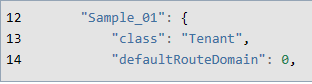 12        "Sample_01": {
13            "class": "Tenant",
14            "defaultRouteDomain": 0,